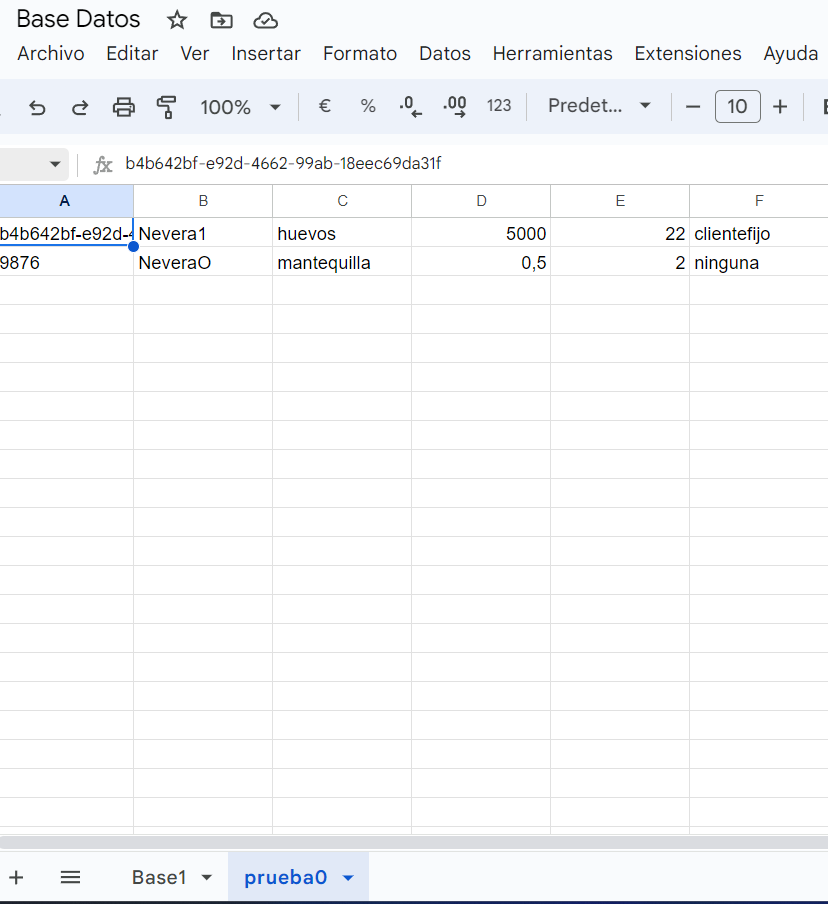 Base Datos
Archivo Editar Ver Insertar Formato Datos Herramientas Extensiones Ayuda
100% € % .0 .00 123 Predet... − 10 +
fx b4b642bf-e92d-4662-99ab-18eec69da31f
A B C D E F
b4b642bf-e92d-4 Nevera1 huevos 5000 22 clientefijo
9876 NeveraO mantequilla 0,5 2 ninguna
+ Base1 prueba0